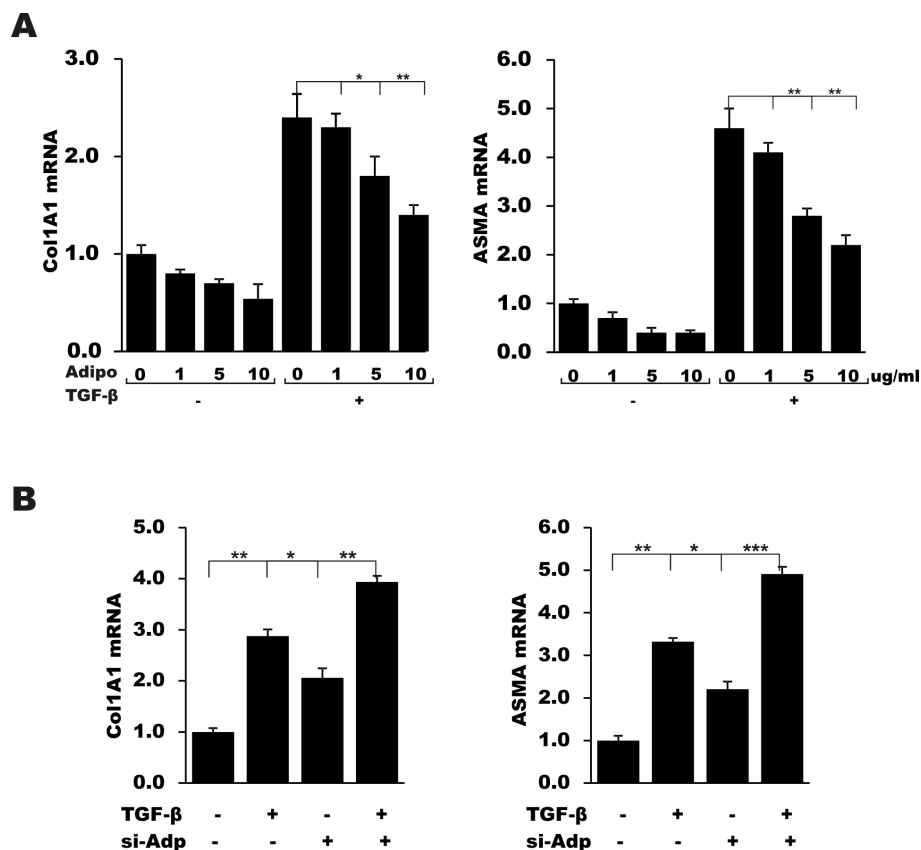 A
Col1A1 mRNA
3.0
2.0
1.0
0.0
* **
Adipo 0 1 5 10 0 1 5 10
TGF-β - +
ASMA mRNA
6.0
5.0
4.0
3.0
2.0
1.0
0.0
** **
0 1 5 10 0 1 5 10 ug/ml
- +
B
Col1A1 mRNA
5.0
4.0
3.0
2.0
1.0
0.0
** * **
TGF-β - + - +
si-Adp - - + +
ASMA mRNA
6.0
5.0
4.0
3.0
2.0
1.0
0.0
** * ***
TGF-β - + - +
si-Adp - - + +